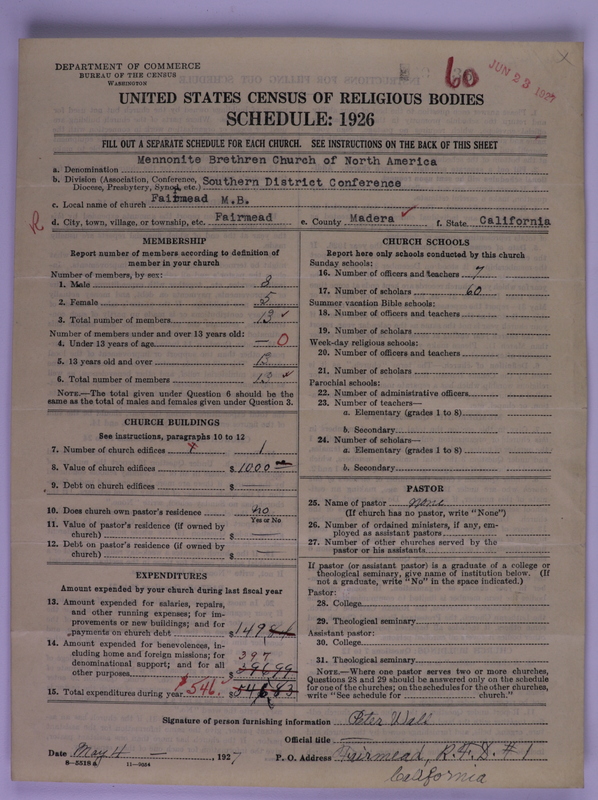 60
JUN 23 1927
DEPARTMENT OF COMMERCE
BUREAU OF THE CENSUS
WASHINGTON
UNITED STATES CENSUS OF RELIGIOUS BODIES
SCHEDULE: 1926
FILL OUT A SEPARATE SCHEDULE FOR EACH CHURCH. SEE INSTRUCTIONS ON THE BACK OF THIS SHEET
a. Denomination Mennonite Brethren Church of North America
b. Division (Association, Conference, Diocese, Presbytery, Synod, etc.) Southern District Conference
c. Local name of church Fairmead M.B.
d. City, town, village, or township, etc. Fairmead e. County Madera f. State California
MEMBERSHIP
Report number of members according to definition of
member in your church
Number of members, by sex:
1. Male 8
2. Female 5
3. Total number of members 13
Number of members under and over 13 years old:
4. Under 13 years of age — 0
5. 13 years old and over 13
6. Total number of members 13
NOTE.—The total given under Question 6 should be the
same as the total of males and females given under Question 3.
CHURCH BUILDINGS
See instructions, paragraphs 10 to 12
7. Number of church edifices 1
8. Value of church edifices $ 1000
9. Debt on church edifices $ —
10. Does church own pastor's residence? no
Yes or No
11. Value of pastor's residence (if owned by
church) $ —
12. Debt on pastor's residence (if owned by
church) $ —
EXPENDITURES
Amount expended by your church during last fiscal year
13. Amount expended for salaries, repairs,
and other running expenses; for im-
provements or new buildings; and for
payments on church debt $ 149
14. Amount expended for benevolences, in-
cluding home and foreign missions; for 397
denominational support; and for all
other purposes $ 396 99
15. Total expenditures during year $ 546
CHURCH SCHOOLS
Report here only schools conducted by this church
Sunday schools:
16. Number of officers and teachers 7
17. Number of scholars 60
Summer vacation Bible schools:
18. Number of officers and teachers
19. Number of scholars
Week-day religious schools:
20. Number of officers and teachers
21. Number of scholars
Parochial schools:
22. Number of administrative officers
23. Number of teachers—
a. Elementary (grades 1 to 8)
b. Secondary
24. Number of scholars—
a. Elementary (grades 1 to 8)
b. Secondary
PASTOR
25. Name of pastor None
(If church has no pastor, write "None")
26. Number of ordained ministers, if any, em-
ployed as assistant pastors
27. Number of other churches served by the
pastor or his assistants
If pastor (or assistant pastor) is a graduate of a college or
theological seminary, give name of institution below. (If
not a graduate, write "No" in the space indicated.)
Pastor:
28. College
29. Theological seminary
Assistant pastor:
30. College
31. Theological seminary
NOTE.—Where one pastor serves two or more churches,
Questions 28 and 29 should be answered only on the schedule
for one of the churches; on the schedules for the other churches,
write "See schedule for church."
Signature of person furnishing information Peter Wall
Official title —
Date May 4 —, 1927 P. O. Address Fairmead, R.F.D. #1
California
8-5518a 11-9034